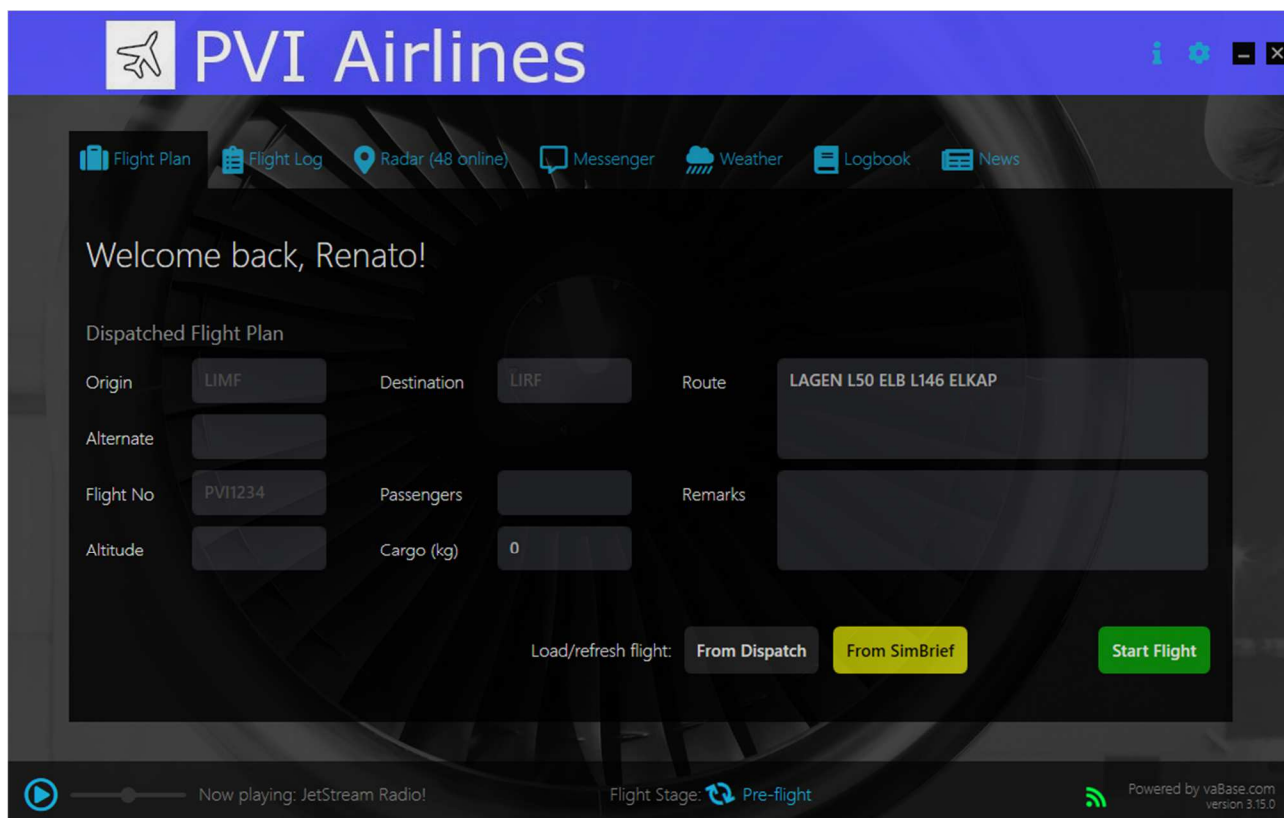 PVI Airlines
Flight Plan Flight Log Radar (48 online) Messenger Weather Logbook News
Welcome back, Renato!
Dispatched Flight Plan
Origin LIMF Destination LIRF Route LAGEN L50 ELB L146 ELKAP
Alternate
Flight No PVI1234 Passengers Remarks
Altitude Cargo (kg) 0
Load/refresh flight: From Dispatch From SimBrief Start Flight
Now playing: JetStream Radio! Flight Stage: Pre-flight Powered by vaBase.com
version 3.15.0